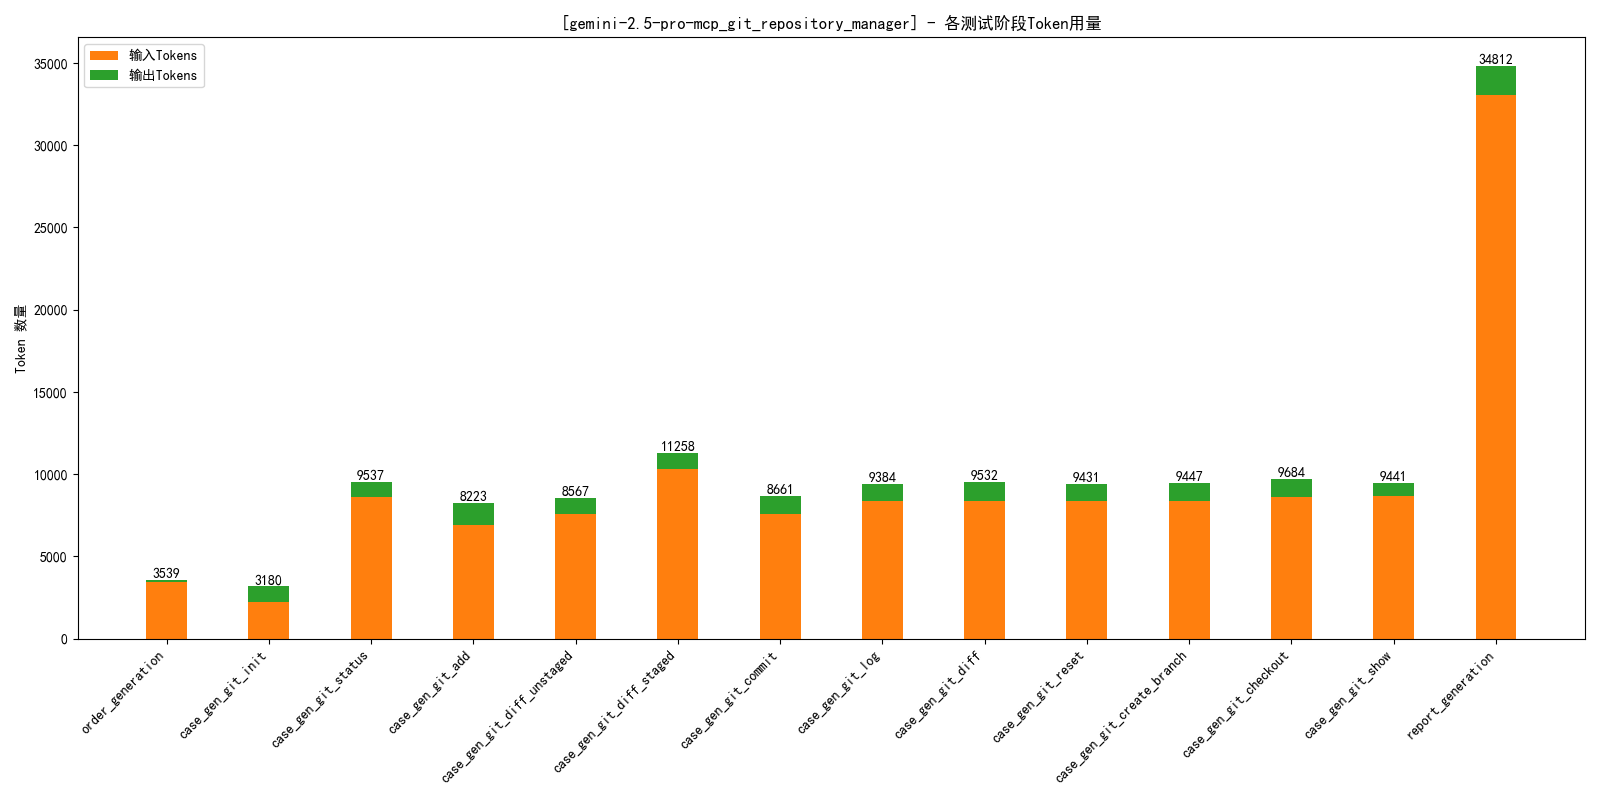 [gemini-2.5-pro-mcp_git_repository_manager] - 各测试阶段Token用量
输入Tokens
输出Tokens
Token 数量
35000
30000
25000
20000
15000
10000
5000
0
3539
3180
9537
8223
8567
11258
8661
9384
9532
9431
9447
9684
9441
34812
order_generation
case_gen_git_init
case_gen_git_status
case_gen_git_add
case_gen_git_diff_unstaged
case_gen_git_diff_staged
case_gen_git_commit
case_gen_git_log
case_gen_git_diff
case_gen_git_reset
case_gen_git_create_branch
case_gen_git_checkout
case_gen_git_show
report_generation